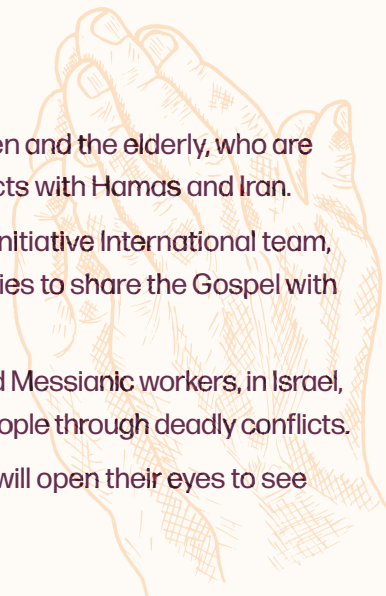 en and the elderly, who are
cts with Hamas and Iran.
nitiative International team,
ies to share the Gospel with
d Messianic workers, in Israel,
ople through deadly conflicts.
will open their eyes to see